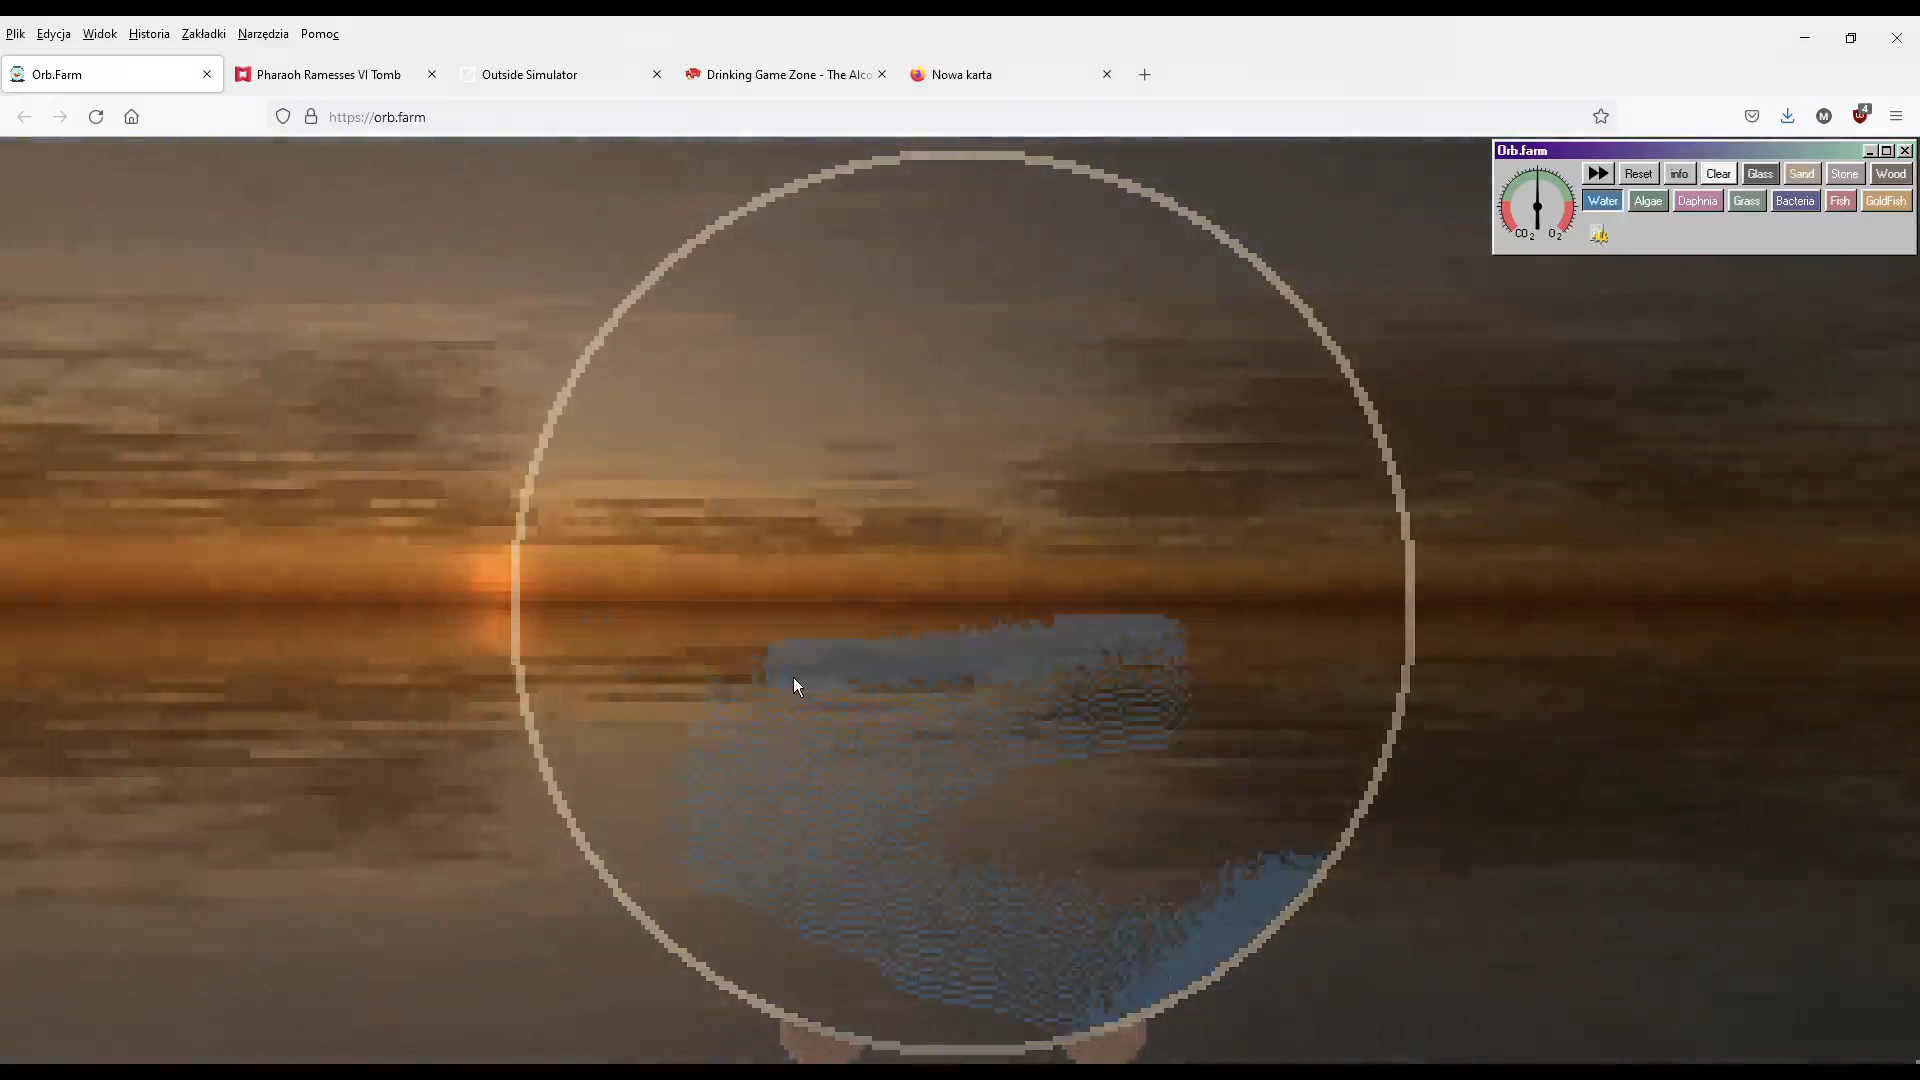 Plik Edycja Widok Historia Zakładki Narzędzia Pomoc
Orb.Farm Pharaoh Ramesses VI Tomb Outside Simulator Drinking Game Zone - The Alco Nowa karta
https://orb.farm M 4
Orb.farm
Reset info Clear Glass Sand Stone Wood
Water Algae Daphnia Grass Bacteria Fish GoldFish
CO2 O2